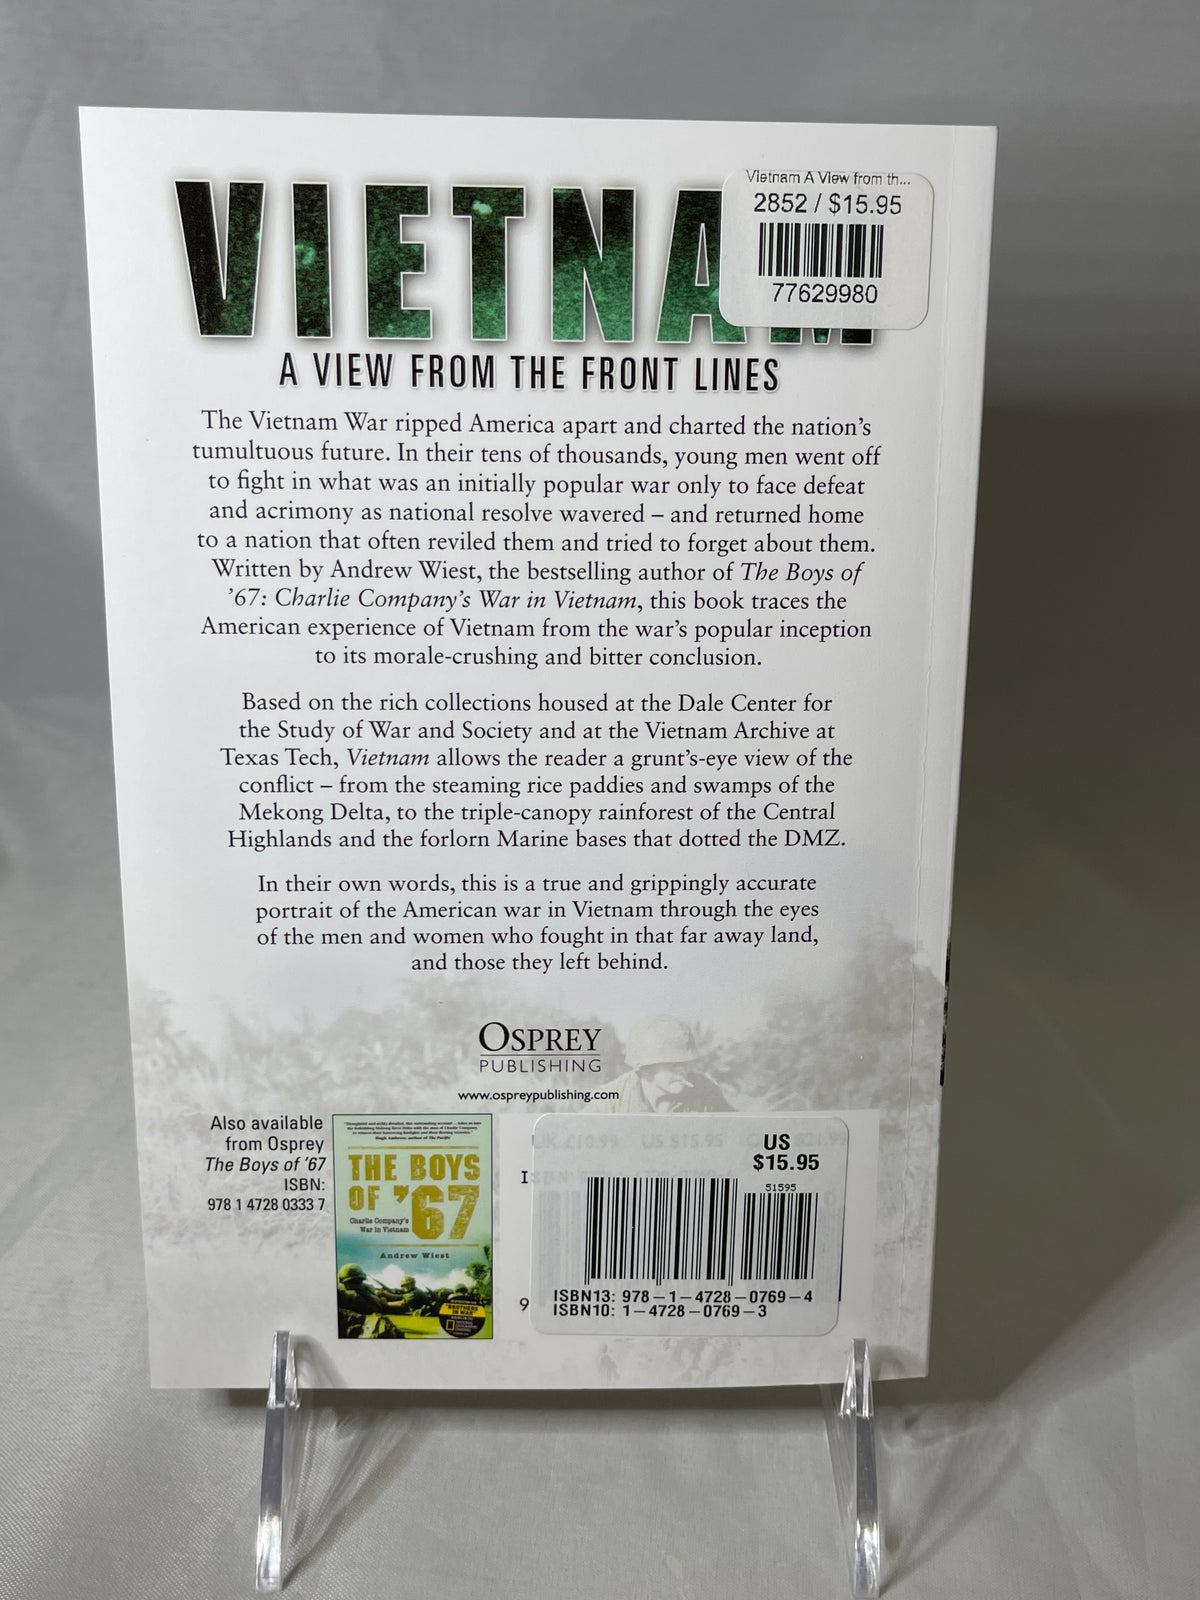 VIETNAM
Vietnam A View from th...
2852 / $15.95
77629980
A VIEW FROM THE FRONT LINES
The Vietnam War ripped America apart and charted the nation's
tumultuous future. In their tens of thousands, young men went off
to fight in what was an initially popular war only to face defeat
and acrimony as national resolve wavered – and returned home
to a nation that often reviled them and tried to forget about them.
Written by Andrew Wiest, the bestselling author of The Boys of
'67: Charlie Company's War in Vietnam, this book traces the
American experience of Vietnam from the war's popular inception
to its morale-crushing and bitter conclusion.
Based on the rich collections housed at the Dale Center for
the Study of War and Society and at the Vietnam Archive at
Texas Tech, Vietnam allows the reader a grunt's-eye view of the
conflict – from the steaming rice paddies and swamps of the
Mekong Delta, to the triple-canopy rainforest of the Central
Highlands and the forlorn Marine bases that dotted the DMZ.
In their own words, this is a true and grippingly accurate
portrait of the American war in Vietnam through the eyes
of the men and women who fought in that far away land,
and those they left behind.
OSPREY
PUBLISHING
www.ospreypublishing.com
Also available
from Osprey
The Boys of '67
ISBN:
978 1 4728 0333 7
THE BOYS
OF '67
Charlie Company's
War in Vietnam
Andrew Wiest
"BROTHERS
IN WAR"
UK £10.99 US $15.95
US
$15.95
51595
ISBN13: 978-1-4728-0769-4
ISBN10: 1-4728-0769-3
9